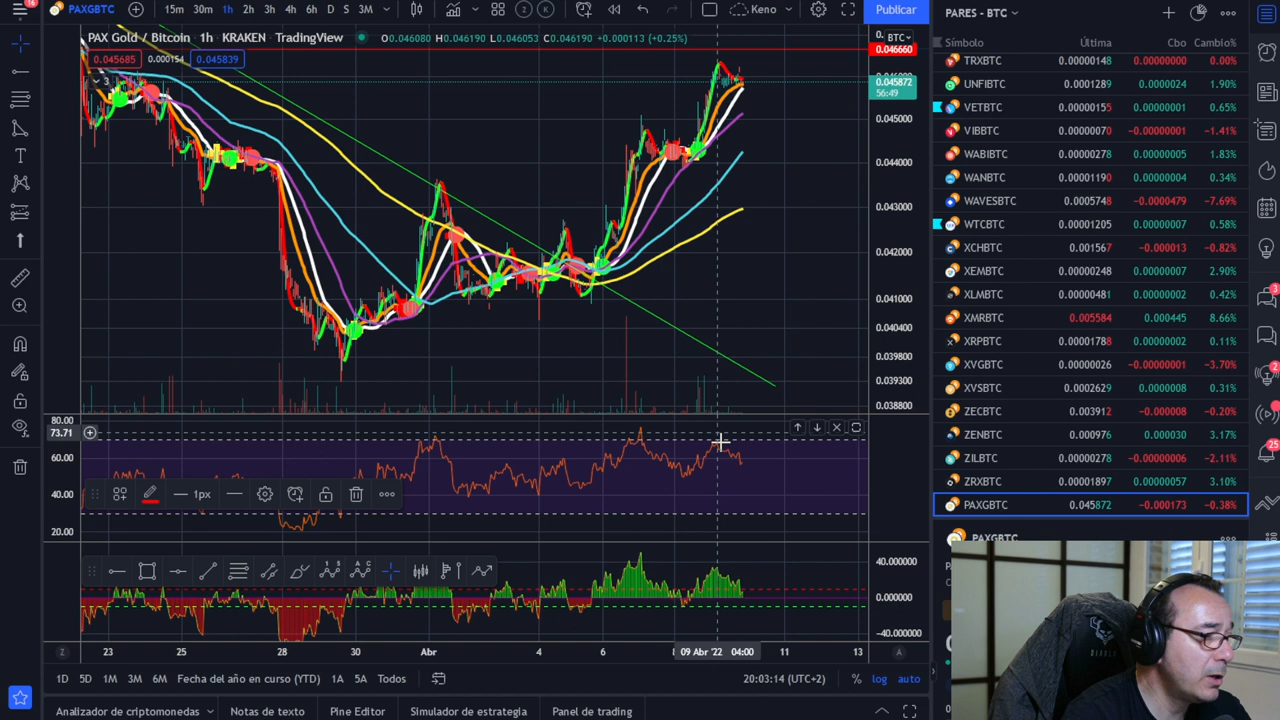 16
PAXGBTC
15m 30m 1h 2h 3h 4h 6h D S 3M
2
K
Keno
Publicar
PARES - BTC
PAX Gold / Bitcoin · 1h · KRAKEN · TradingView
O0.046080 H0.046190 L0.046053 C0.046190 +0.000113 (+0.25%)
BTC
0.045685 0.000154 0.045839
3
0.046660
0.045872
56:49
0.045000
0.044000
0.043000
0.042000
0.041000
0.040400
0.039800
0.039300
0.038800
80.00
73.71
60.00
40.00
20.00
1px
40.000000
0.000000
-40.000000
Z
23 25 28 30 Abr 4 6 09 Abr '22 04:00 11 13
A
1D 5D 1M 3M 6M Fecha del año en curso (YTD) 1A 5A Todos
20:03:14 (UTC+2)
% log auto
Analizador de criptomonedas Notas de texto Pine Editor Simulador de estrategia Panel de trading
Símbolo Última Cbo Cambio%
TRXBTC 0.00000148 0.00000000 0.00%
UNFIBTC 0.0001289 0.0000024 1.90%
VETBTC 0.00000155 0.00000001 0.65%
VIBBTC 0.00000070 −0.00000001 −1.41%
WABIBTC 0.00000278 0.00000005 1.83%
WANBTC 0.00001190 0.00000004 0.34%
WAVESBTC 0.0005748 −0.0000479 −7.69%
WTCBTC 0.00001205 0.00000007 0.58%
XCHBTC 0.001567 −0.000013 −0.82%
XEMBTC 0.00000248 2.90%
XLMBTC 0.00000481 0.42%
XMRBTC 0.005584 0.000445 8.66%
XRPBTC 0.00001788 0.00000002 0.11%
XVGBTC 0.00000026 −0.00000001 −3.70%
XVSBTC 0.0002629 0.0000008 0.31%
ZECBTC 0.003912 −0.000008 −0.20%
ZENBTC 0.000976 0.000030 3.17%
ZILBTC 0.00000278 −0.00000006 −2.11%
ZRXBTC 0.00001897 0.00000057 3.10%
PAXGBTC 0.045872 −0.000173 −0.38%
PAXGBTC
3
2
25
DIABLO